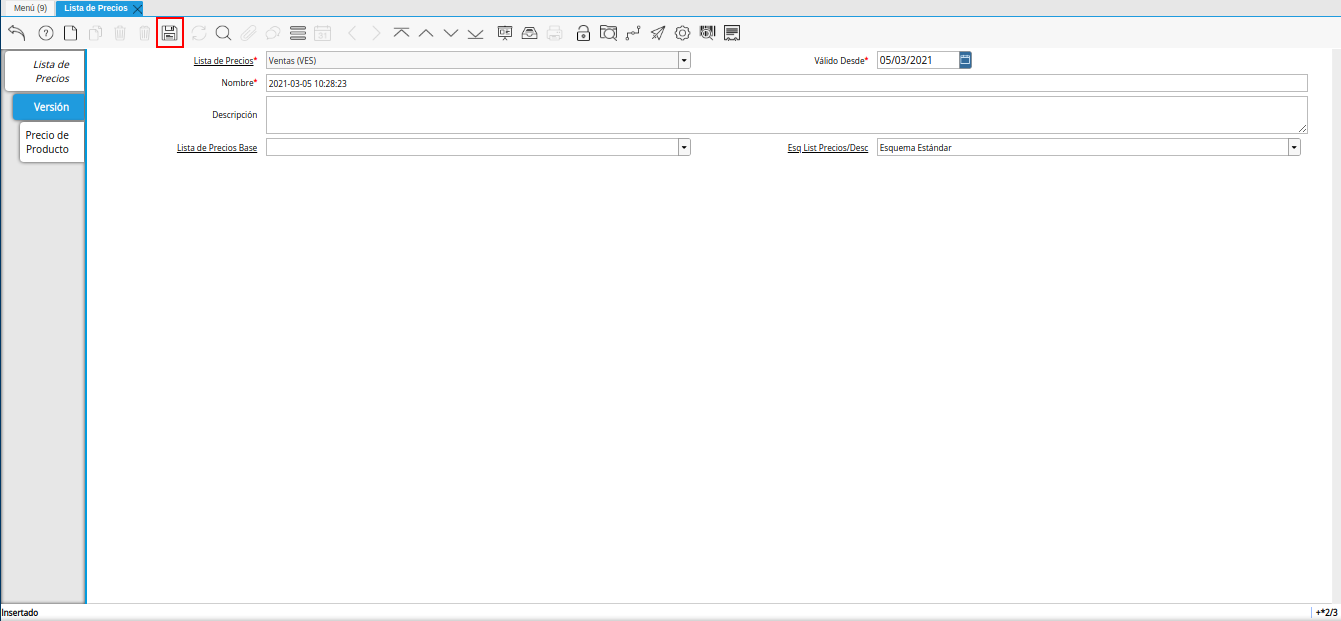 Menú (9)
Lista de Precios
Lista de
Precios
Versión
Precio de
Producto
Lista de Precios* Ventas (VES) Válido Desde* 05/03/2021
Nombre* 2021-03-05 10:28:23
Descripción
Lista de Precios Base Esq List Precios/Desc Esquema Estándar
Insertado +*2/3